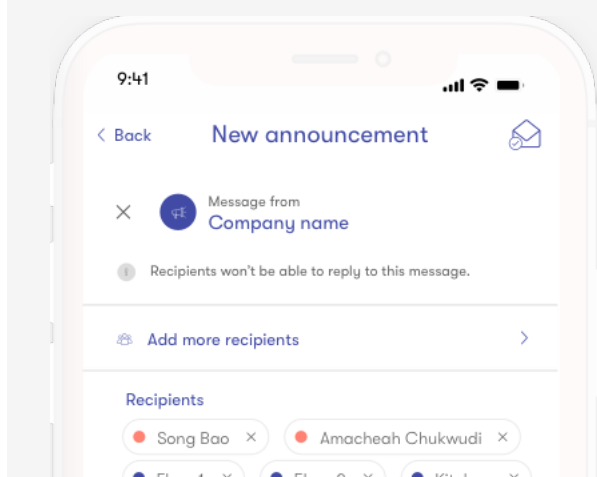 9:41
Back
New announcement
Message from
Company name
Recipients won't be able to reply to this message.
Add more recipients
Recipients
Song Bao
Amacheah Chukwudi